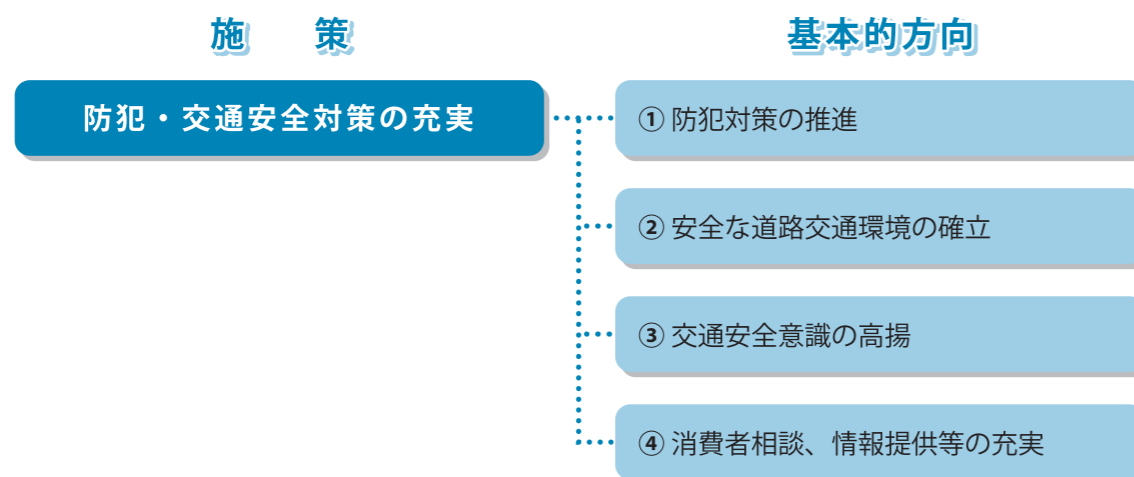 施　策
基本的方向
防犯・交通安全対策の充実
① 防犯対策の推進
② 安全な道路交通環境の確立
③ 交通安全意識の高揚
④ 消費者相談、情報提供等の充実